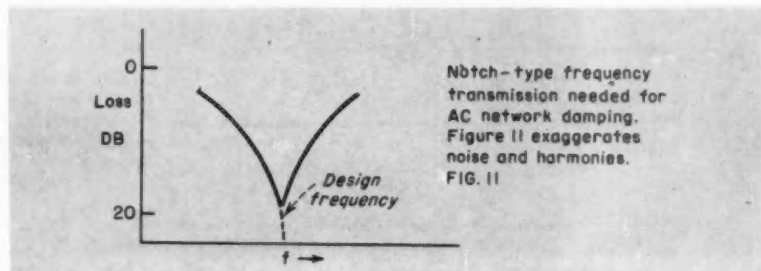 0
Loss
DB
20
Design
frequency
f →
Notch-type frequency
transmission needed for
AC network damping.
Figure 11 exaggerates
noise and harmonies.
FIG. 11